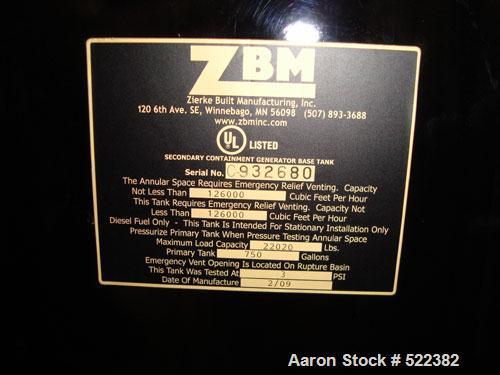 ZBM
Zierke Built Manufacturing, Inc.
120 6th Ave. SE, Winnebago, MN 56098 (507) 893-3688
www.zbminc.com
UL LISTED
SECONDARY CONTAINMENT GENERATOR BASE TANK
Serial No. C932680
The Annular Space Requires Emergency Relief Venting. Capacity
Not Less Than 126000 Cubic Feet Per Hour
This Tank Requires Emergency Relief Venting. Capacity Not
Less Than 126000 Cubic Feet Per Hour
Diesel Fuel Only - This Tank Is Intended For Stationary Installation Only
Pressurize Primary Tank When Pressure Testing Annular Space
Maximum Load Capacity 22020 Lbs.
Primary Tank 750 Gallons
Emergency Vent Opening Is Located On Rupture Basin
This Tank Was Tested At 3 PSI
Date Of Manufacture 2/09
Aaron Stock # 522382